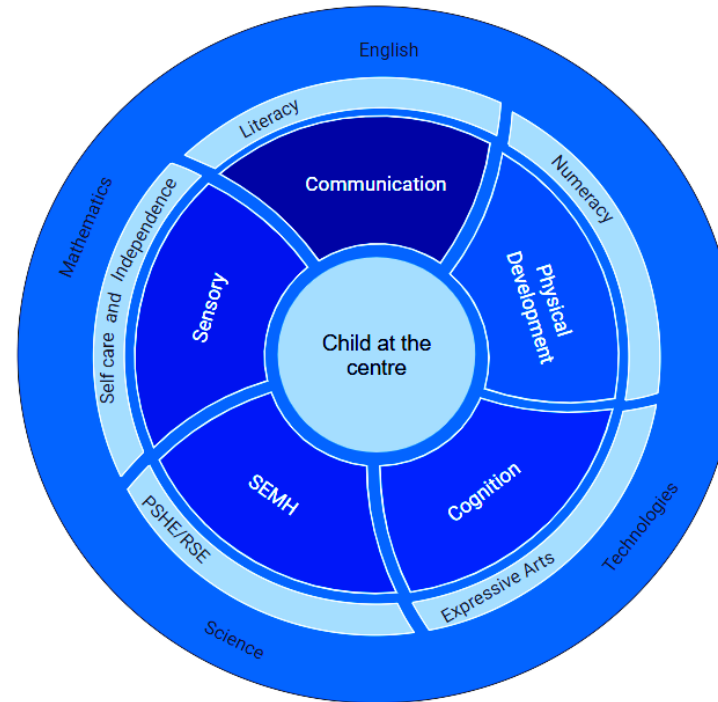 English
Literacy
Communication
Numeracy
Mathematics
Self care and Independence
Sensory
Physical
Development
Child at the
centre
SEMH
Cognition
PSHE/RSE
Expressive Arts
Technologies
Science